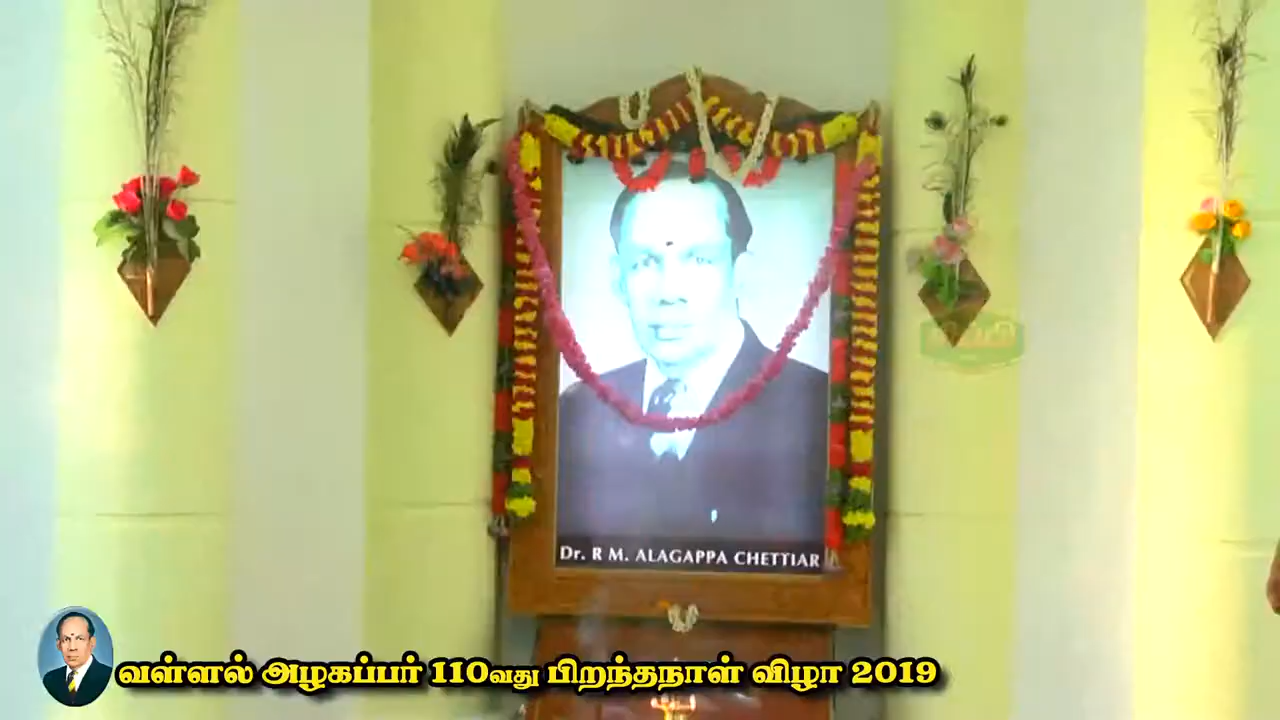 Dr. R M. ALAGAPPA CHETTIAR
வள்ளல் அழகப்பர் 110வது பிறந்தநாள் விழா 2019